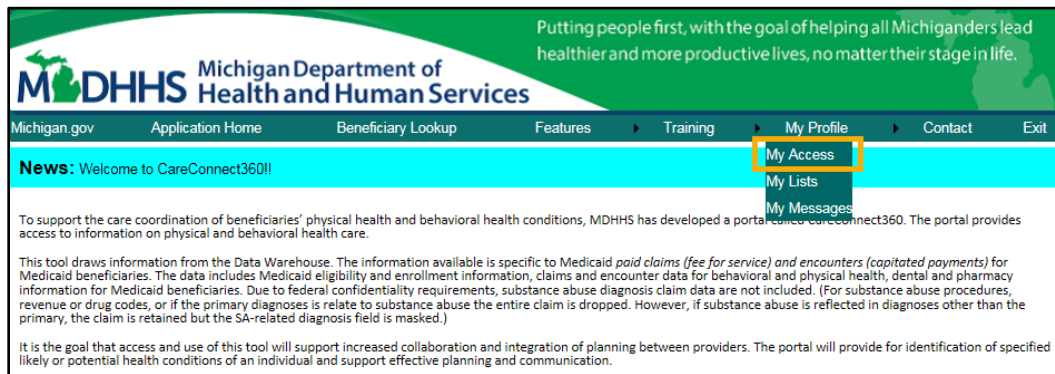 Putting people first, with the goal of helping all Michiganders lead
healthier and more productive lives, no matter their stage in life.
MDHHS Michigan Department of
Health and Human Services
Michigan.gov Application Home Beneficiary Lookup Features Training My Profile Contact Exit
My Access
News: Welcome to CareConnect360!!
My Lists
My Messages
To support the care coordination of beneficiaries' physical health and behavioral health conditions, MDHHS has developed a portal called CareConnect360. The portal provides
access to information on physical and behavioral health care.
This tool draws information from the Data Warehouse. The information available is specific to Medicaid paid claims (fee for service) and encounters (capitated payments) for
Medicaid beneficiaries. The data includes Medicaid eligibility and enrollment information, claims and encounter data for behavioral and physical health, dental and pharmacy
information for Medicaid beneficiaries. Due to federal confidentiality requirements, substance abuse diagnosis claim data are not included. (For substance abuse procedures,
revenue or drug codes, or if the primary diagnoses is relate to substance abuse the entire claim is dropped. However, if substance abuse is reflected in diagnoses other than the
primary, the claim is retained but the SA-related diagnosis field is masked.)
It is the goal that access and use of this tool will support increased collaboration and integration of planning between providers. The portal will provide for identification of specified
likely or potential health conditions of an individual and support effective planning and communication.